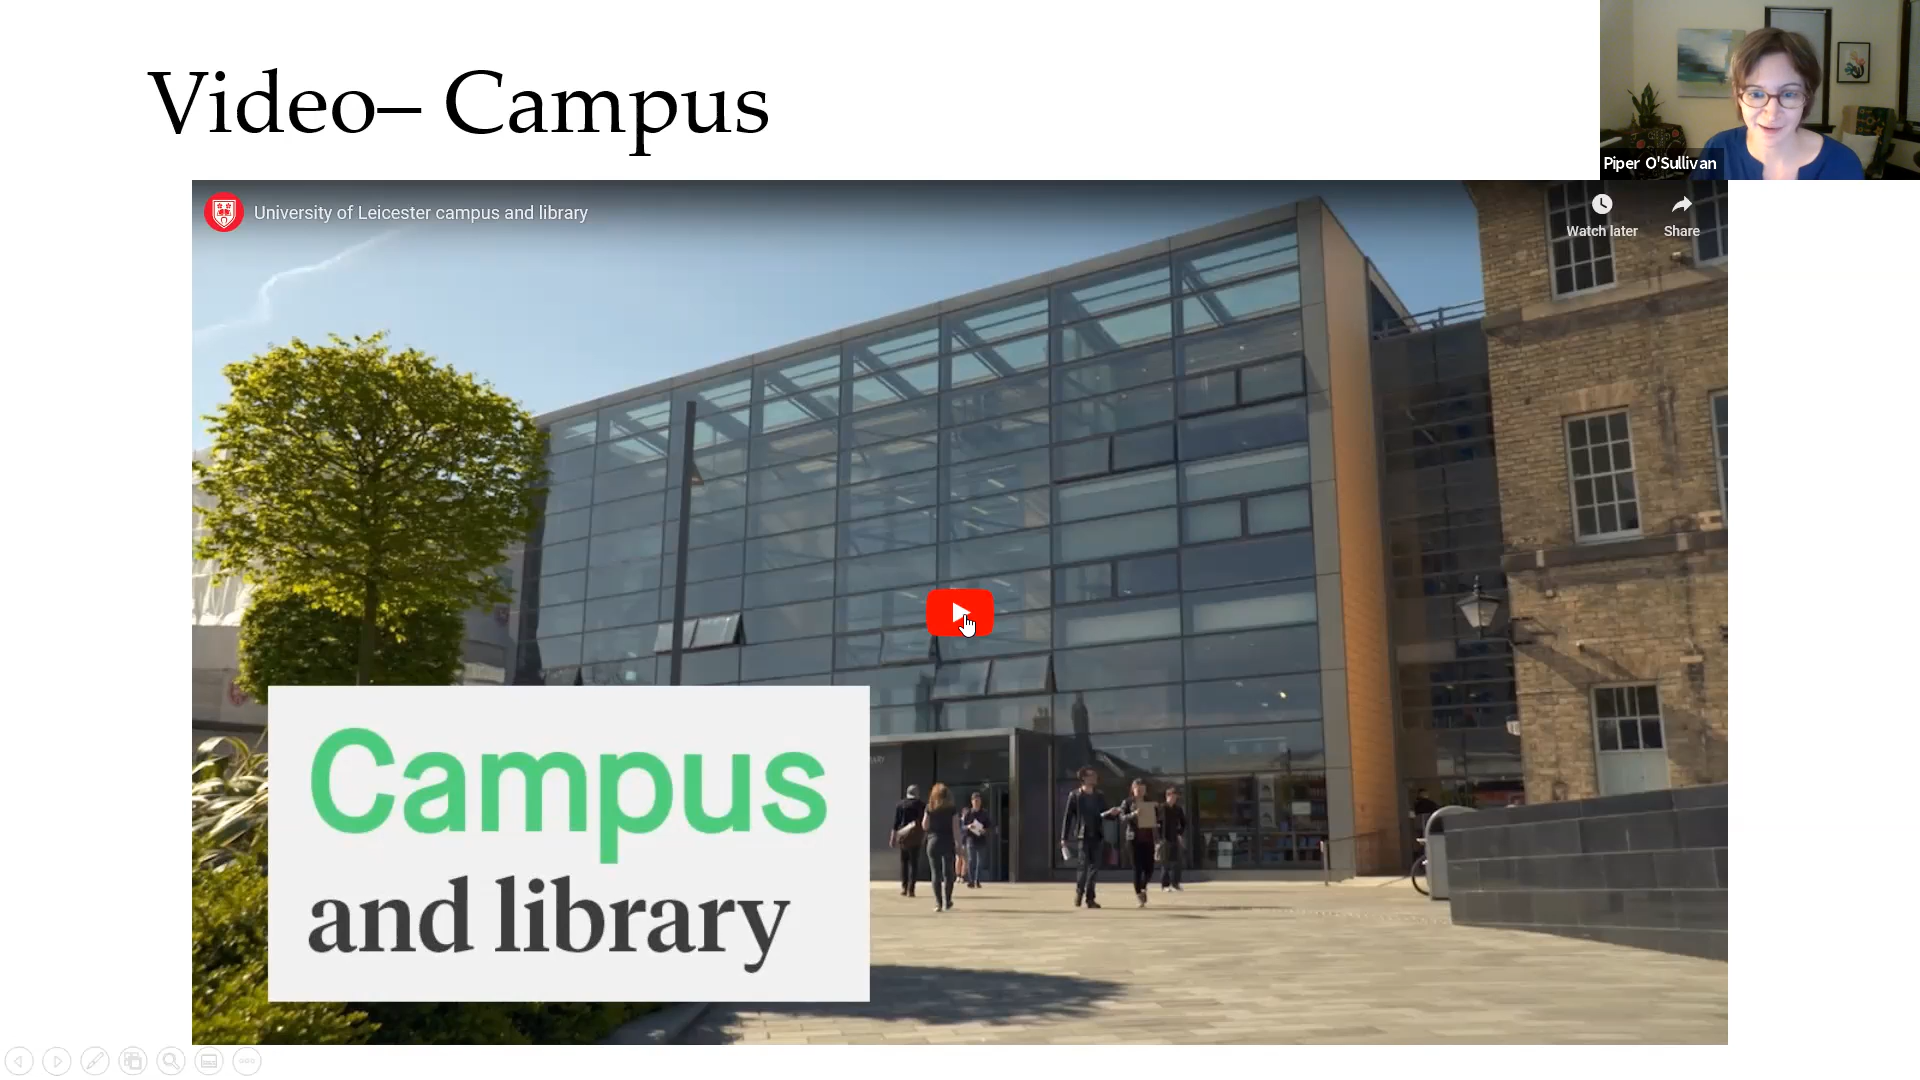 Video– Campus
Piper O'Sullivan
University of Leicester campus and library
Watch later
Share
Campus
and library